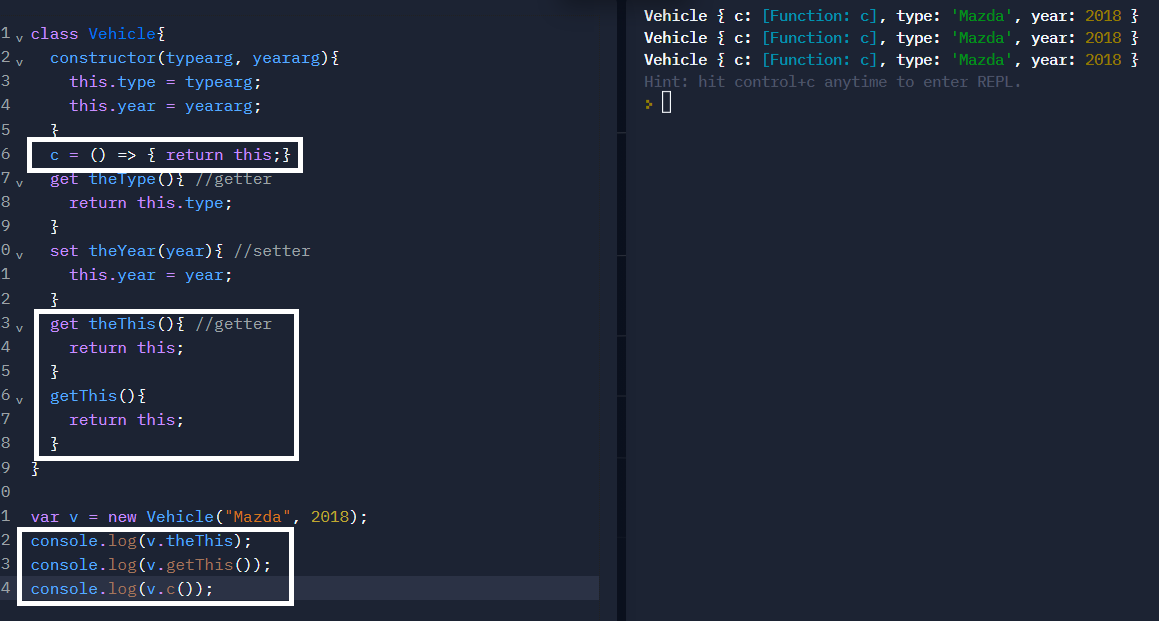 1 v class Vehicle{
2 v constructor(typearg, yeararg){
3 this.type = typearg;
4 this.year = yeararg;
5 }
6 c = () => { return this;}
7 v get theType(){ //getter
8 return this.type;
9 }
0 v set theYear(year){ //setter
1 this.year = year;
2 }
3 v get theThis(){ //getter
4 return this;
5 }
6 v getThis(){
7 return this;
8 }
9 }
0
1 var v = new Vehicle("Mazda", 2018);
2 console.log(v.theThis);
3 console.log(v.getThis());
4 console.log(v.c());
Vehicle { c: [Function: c], type: 'Mazda', year: 2018 }
Vehicle { c: [Function: c], type: 'Mazda', year: 2018 }
Vehicle { c: [Function: c], type: 'Mazda', year: 2018 }
Hint: hit control+c anytime to enter REPL.